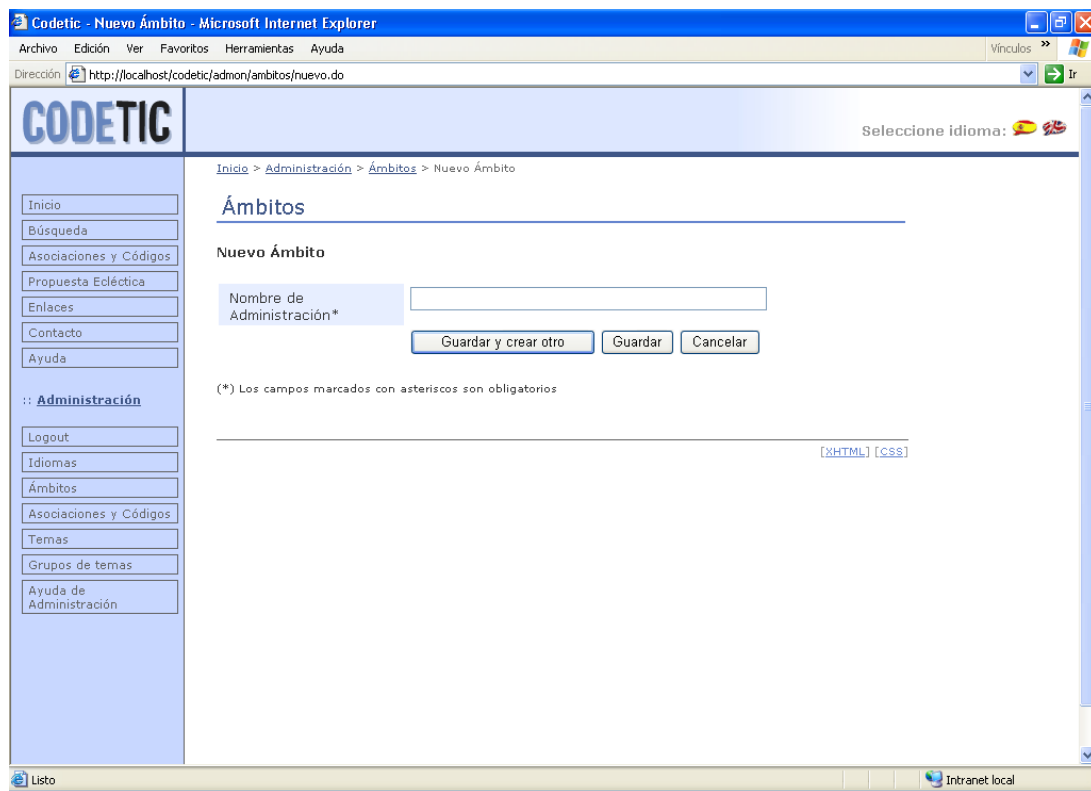 Codetic - Nuevo Ámbito - Microsoft Internet Explorer
Archivo Edición Ver Favoritos Herramientas Ayuda
Vínculos »
Dirección http://localhost/codetic/admon/ambitos/nuevo.do
Ir
CODETIC
Seleccione idioma:
Inicio > Administración > Ámbitos > Nuevo Ámbito
Inicio
Búsqueda
Asociaciones y Códigos
Propuesta Ecléctica
Enlaces
Contacto
Ayuda
:: Administración
Logout
Idiomas
Ámbitos
Asociaciones y Códigos
Temas
Grupos de temas
Ayuda de
Administración
Ámbitos
Nuevo Ámbito
Nombre de
Administración*
Guardar y crear otro Guardar Cancelar
(*) Los campos marcados con asteriscos son obligatorios
[XHTML] [CSS]
Listo
Intranet local